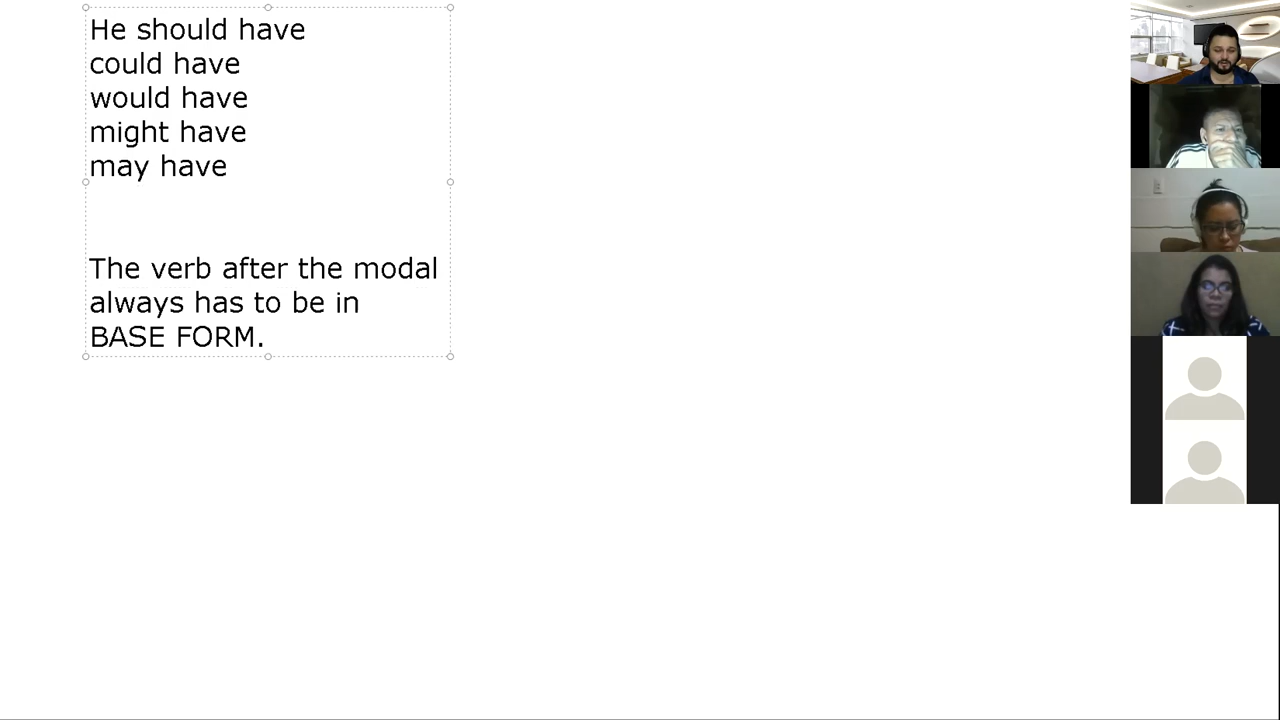 He should have
could have
would have
might have
may have
The verb after the modal
always has to be in
BASE FORM.